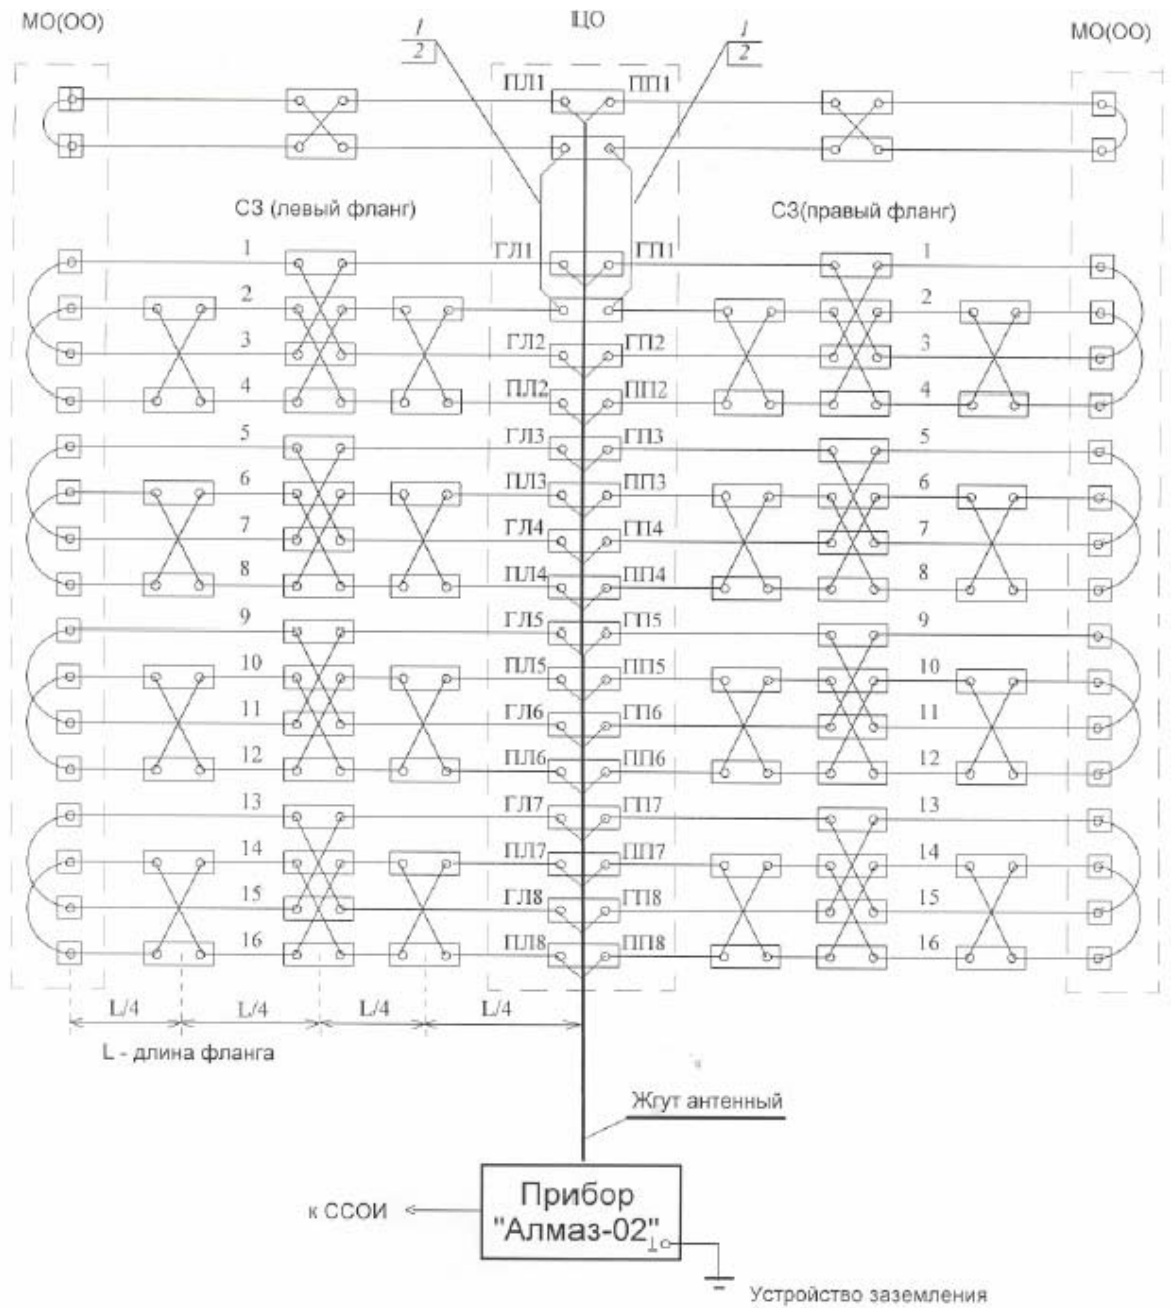 МО(ОО)
ЦО
МО(ОО)
1
2
1
2
ПЛ1 ПП1
СЗ (левый фланг)
СЗ(правый фланг)
1 ГЛ1 ГП1 1
2 2
3 ГЛ2 ГП2 3
4 ПЛ2 ПП2 4
5 ГЛ3 ГП3 5
6 ПЛ3 ПП3 6
7 ГЛ4 ГП4 7
8 ПЛ4 ПП4 8
9 ГЛ5 ГП5 9
10 ПЛ5 ПП5 10
11 ГЛ6 ГП6 11
12 ПЛ6 ПП6 12
13 ГЛ7 ГП7 13
14 ПЛ7 ПП7 14
15 ГЛ8 ГП8 15
16 ПЛ8 ПП8 16
L/4 L/4 L/4 L/4
L - длина фланга
Жгут антенный
к ССОИ
Прибор
"Алмаз-02"
Устройство заземления